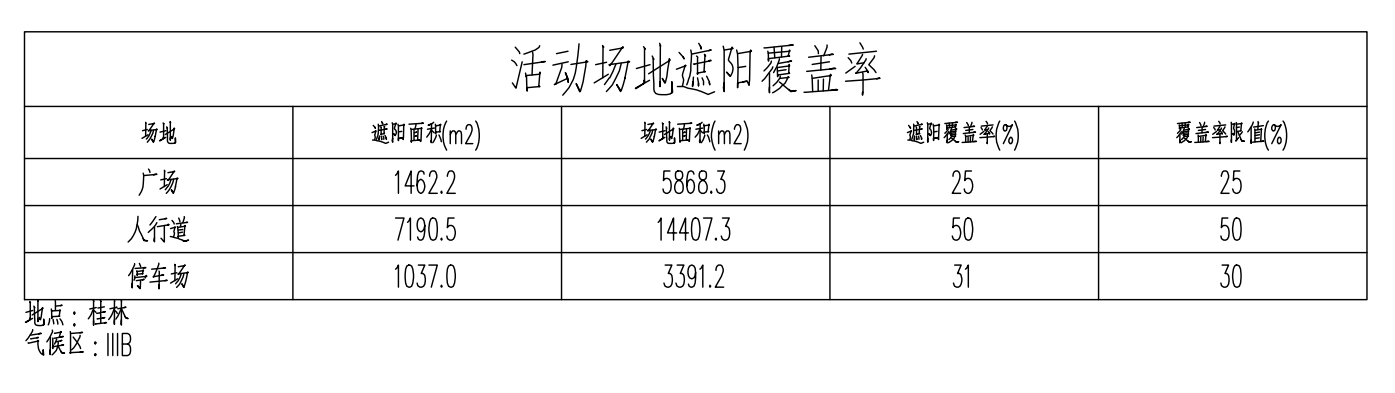 活动场地遮阳覆盖率
场地 遮阳面积(m2) 场地面积(m2) 遮阳覆盖率(%) 覆盖率限值(%)
广场 1462.2 5868.3 25 25
人行道 7190.5 14407.3 50 50
停车场 1037.0 3391.2 31 30
地点：桂林
气候区：IIIB